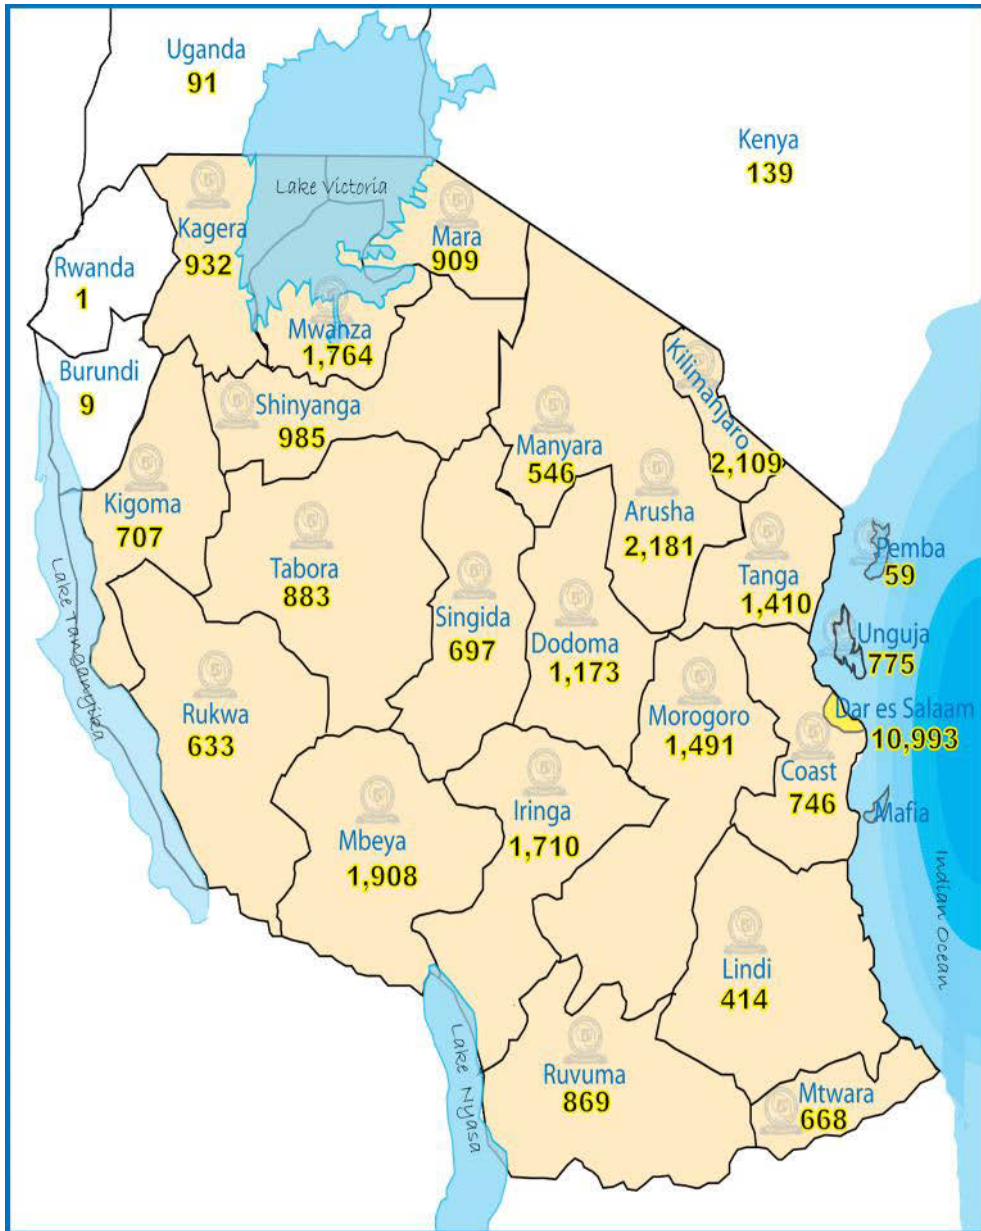 Uganda
91
Kenya
139
Lake Victoria
Kagera
932
Mara
909
Rwanda
1
Mwanza
1,764
Burundi
9
Kilimanjaro
2,109
Shinyanga
985
Manyara
546
Kigoma
707
Arusha
2,181
Tabora
883
Tanga
1,410
Pemba
59
Singida
697
Dodoma
1,173
Unguja
775
Lake Tanganyika
Rukwa
633
Morogoro
1,491
Dar es Salaam
10,993
Coast
746
Mafia
Iringa
1,710
Mbeya
1,908
Indian Ocean
Lindi
414
Lake Nyasa
Ruvuma
869
Mtwara
668